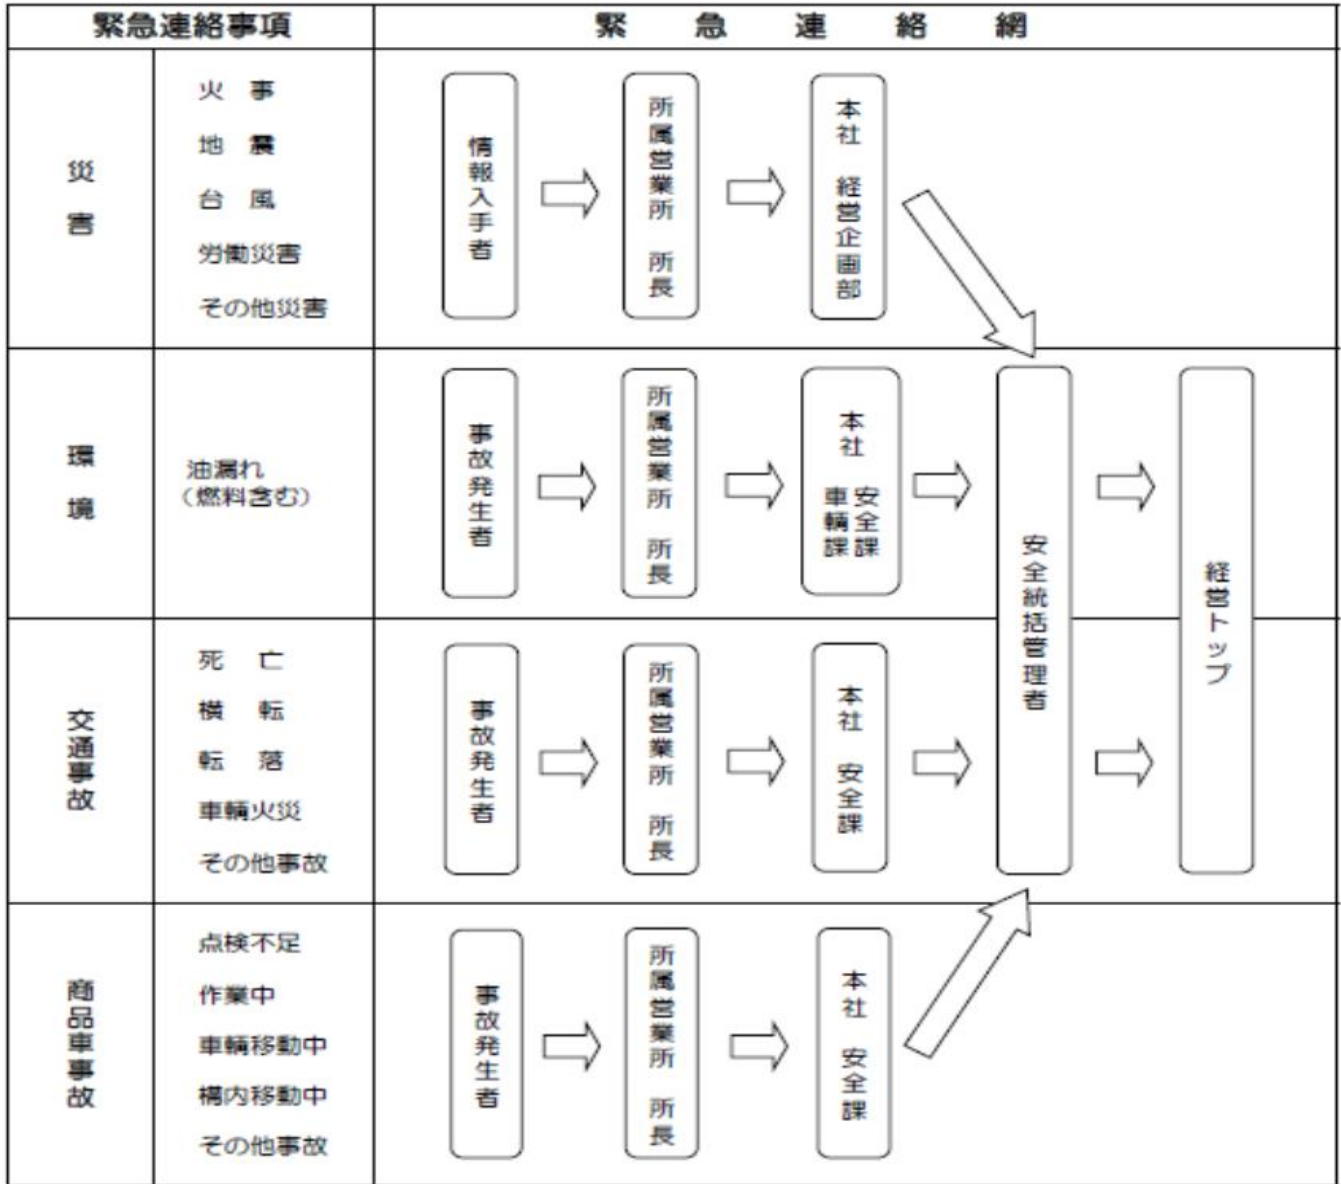 緊急連絡事項
緊急連絡網
災害
火事
地震
台風
労働災害
その他災害
情報入手者
所属営業所 所長
本社 経営企画部
環境
油漏れ
（燃料含む）
事故発生者
所属営業所 所長
本社 安全課
車輌課
安全統括管理者
経営トップ
交通事故
死亡
横転
転落
車輌火災
その他事故
事故発生者
所属営業所 所長
本社 安全課
商品車事故
点検不足
作業中
車輌移動中
構内移動中
その他事故
事故発生者
所属営業所 所長
本社 安全課